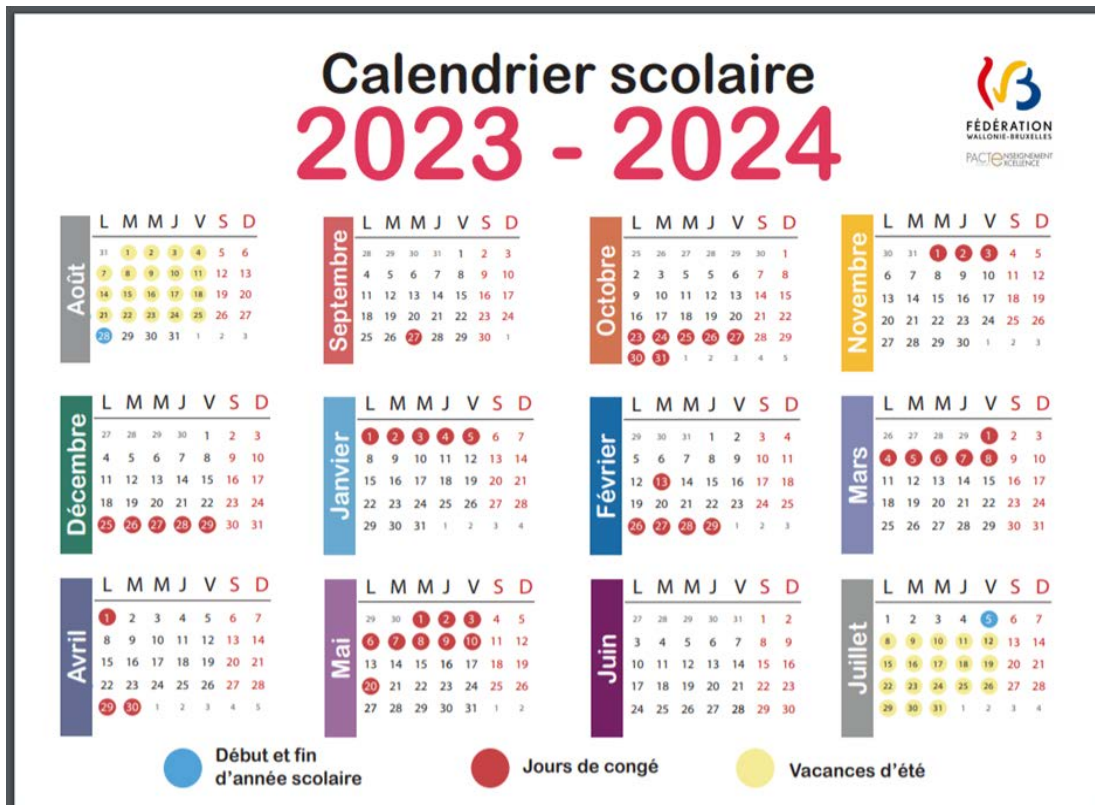 Calendrier scolaire
2023 - 2024
FÉDÉRATION
WALLONIE-BRUXELLES
PACTe NSEIGNEMENT
XCELLENCE
Août
L M M J V S D
31 1 2 3 4 5 6
7 8 9 10 11 12 13
14 15 16 17 18 19 20
21 22 23 24 25 26 27
28 29 30 31 1 2 3
Septembre
L M M J V S D
28 29 30 31 1 2 3
4 5 6 7 8 9 10
11 12 13 14 15 16 17
18 19 20 21 22 23 24
25 26 27 28 29 30 1
Octobre
L M M J V S D
25 26 27 28 29 30 1
2 3 4 5 6 7 8
9 10 11 12 13 14 15
16 17 18 19 20 21 22
23 24 25 26 27 28 29
30 31 1 2 3 4 5
Novembre
L M M J V S D
30 31 1 2 3 4 5
6 7 8 9 10 11 12
13 14 15 16 17 18 19
20 21 22 23 24 25 26
27 28 29 30 1 2 3
Décembre
L M M J V S D
27 28 29 30 1 2 3
4 5 6 7 8 9 10
11 12 13 14 15 16 17
18 19 20 21 22 23 24
25 26 27 28 29 30 31
Janvier
L M M J V S D
1 2 3 4 5 6 7
8 9 10 11 12 13 14
15 16 17 18 19 20 21
22 23 24 25 26 27 28
29 30 31 1 2 3 4
Février
L M M J V S D
29 30 31 1 2 3 4
5 6 7 8 9 10 11
12 13 14 15 16 17 18
19 20 21 22 23 24 25
26 27 28 29 1 2 3
Mars
L M M J V S D
26 27 28 29 1 2 3
4 5 6 7 8 9 10
11 12 13 14 15 16 17
18 19 20 21 22 23 24
25 26 27 28 29 30 31
Avril
L M M J V S D
1 2 3 4 5 6 7
8 9 10 11 12 13 14
15 16 17 18 19 20 21
22 23 24 25 26 27 28
29 30 1 2 3 4 5
Mai
L M M J V S D
29 30 1 2 3 4 5
6 7 8 9 10 11 12
13 14 15 16 17 18 19
20 21 22 23 24 25 26
27 28 29 30 31 1 2
Juin
L M M J V S D
27 28 29 30 31 1 2
3 4 5 6 7 8 9
10 11 12 13 14 15 16
17 18 19 20 21 22 23
24 25 26 27 28 29 30
Juillet
L M M J V S D
1 2 3 4 5 6 7
8 9 10 11 12 13 14
15 16 17 18 19 20 21
22 23 24 25 26 27 28
29 30 31 1 2 3 4
Début et fin
d'année scolaire
Jours de congé
Vacances d'été